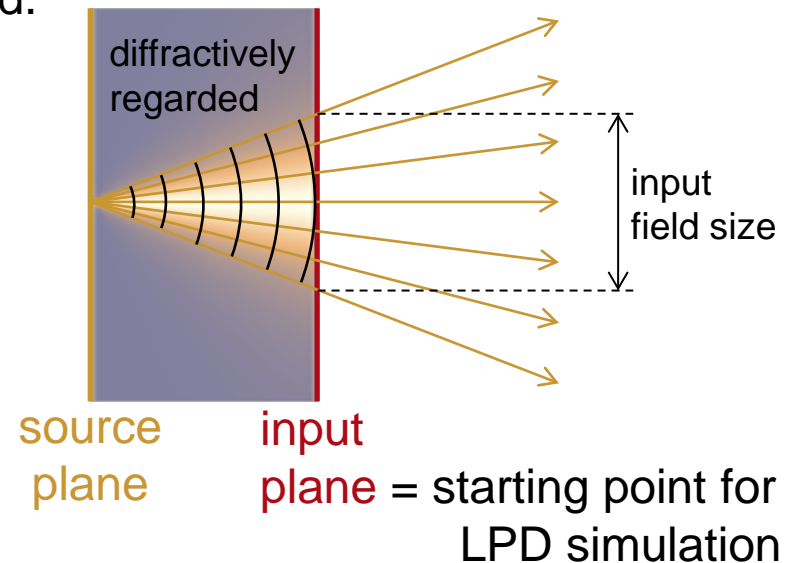 d.
diffractively
regarded
input
field size
source
plane
input
plane = starting point for
LPD simulation